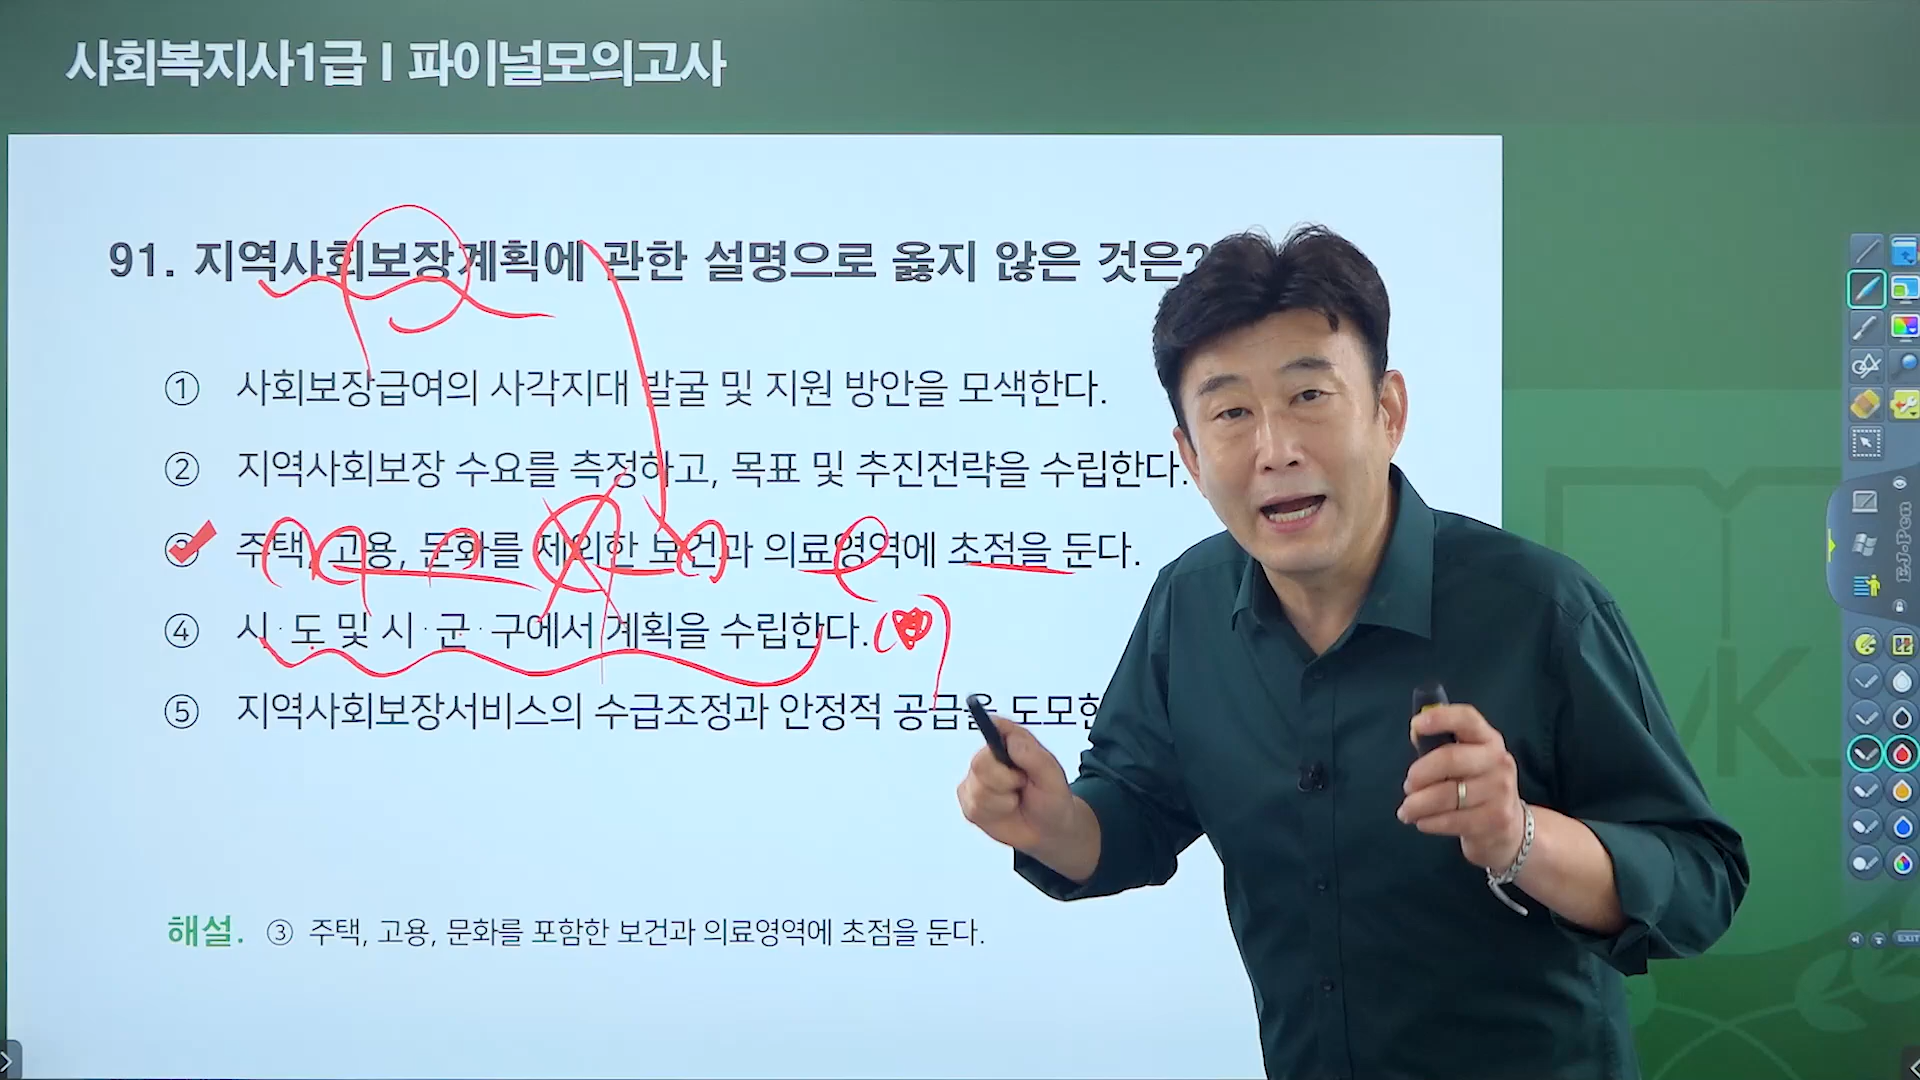 사회복지사1급 | 파이널모의고사
91. 지역사회보장계획에 관한 설명으로 옳지 않은 것은?
① 사회보장급여의 사각지대 발굴 및 지원 방안을 모색한다.
② 지역사회보장 수요를 측정하고, 목표 및 추진전략을 수립한다.
③ 주택, 고용, 문화를 제외한 보건과 의료영역에 초점을 둔다.
④ 시·도 및 시·군·구에서 계획을 수립한다.
⑤ 지역사회보장서비스의 수급조정과 안정적 공급을
해설. ③ 주택, 고용, 문화를 포함한 보건과 의료영역에 초점을 둔다.
EJ-Pen
EXIT